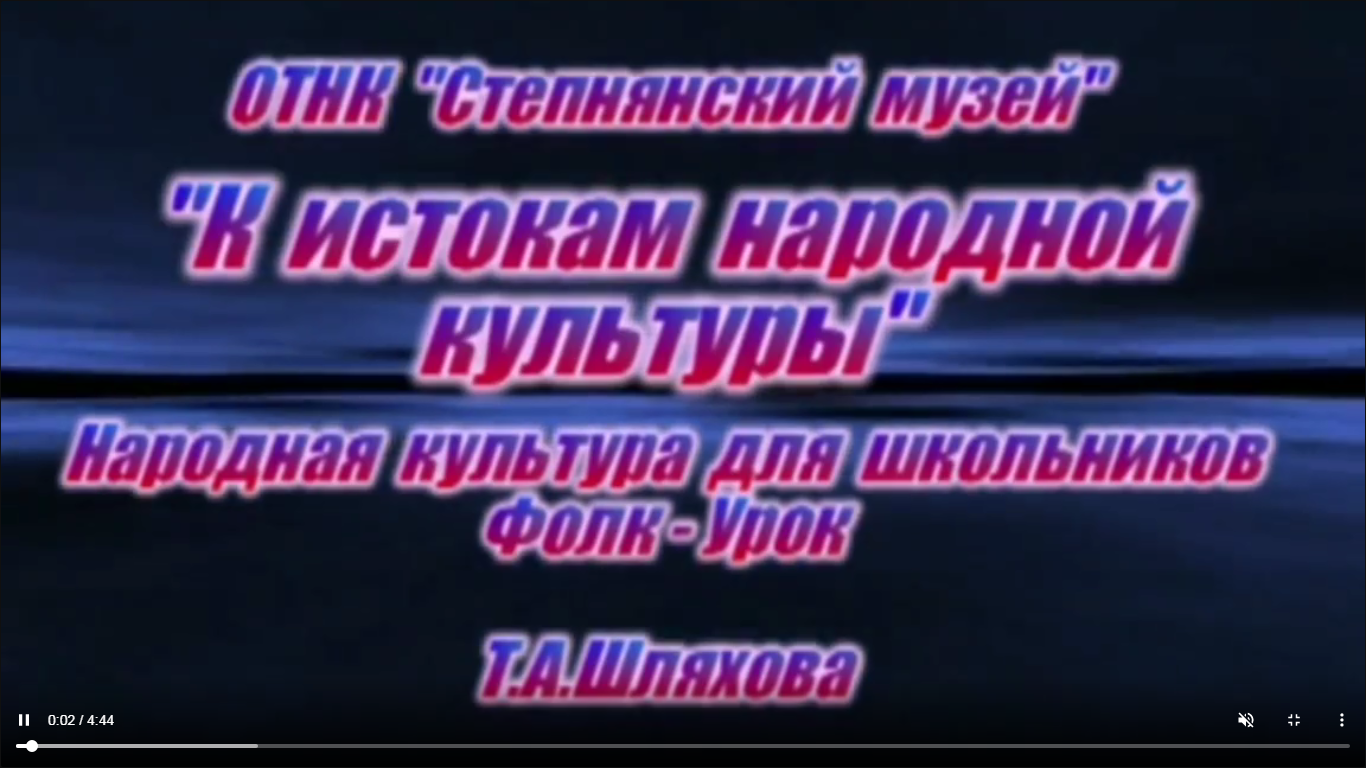 ОТНК "Степнянский музей"
"К истокам народной
культуры"
Народная культура для школьников
Фолк - Урок
Т.А.Шляхова
0:02 / 4:44